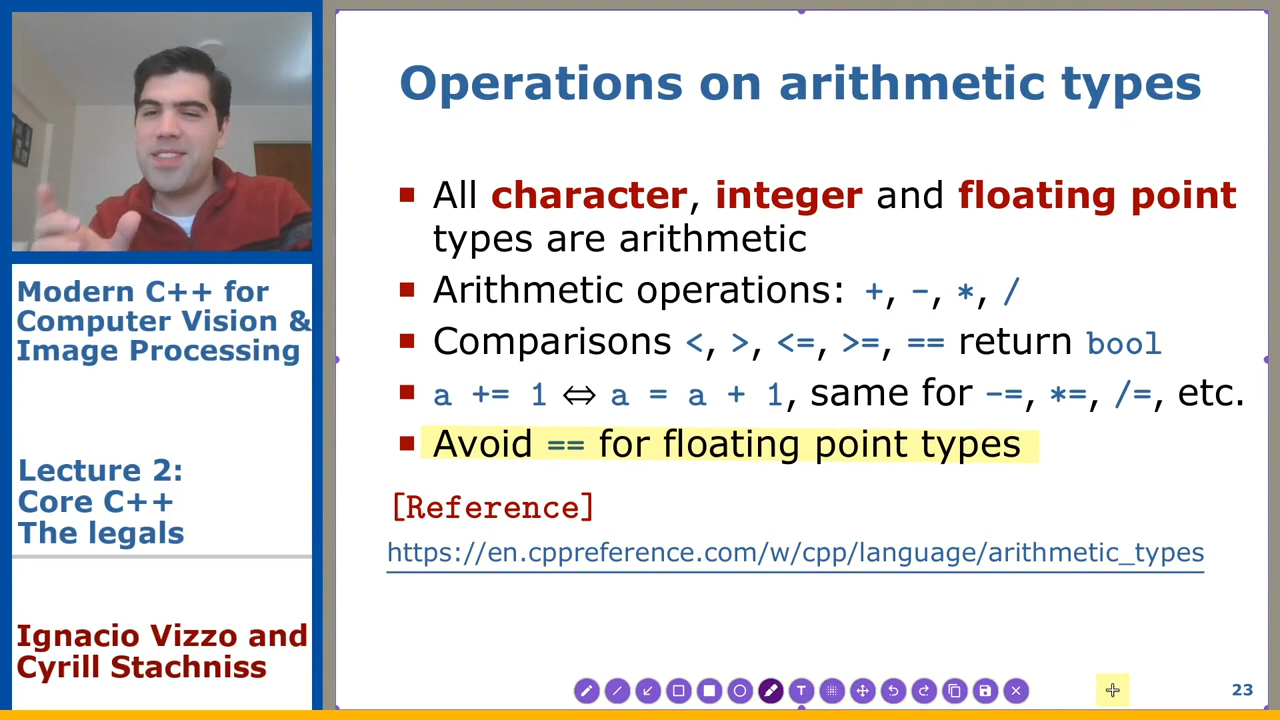 Operations on arithmetic types
All character, integer and floating point
types are arithmetic
Arithmetic operations: +, -, *, /
Comparisons <, >, <=, >=, == return bool
a += 1 ⇔ a = a + 1, same for -=, *=, /=, etc.
Avoid == for floating point types
[Reference]
https://en.cppreference.com/w/cpp/language/arithmetic_types
Modern C++ for
Computer Vision &
Image Processing
Lecture 2:
Core C++
The legals
Ignacio Vizzo and
Cyrill Stachniss
T
23